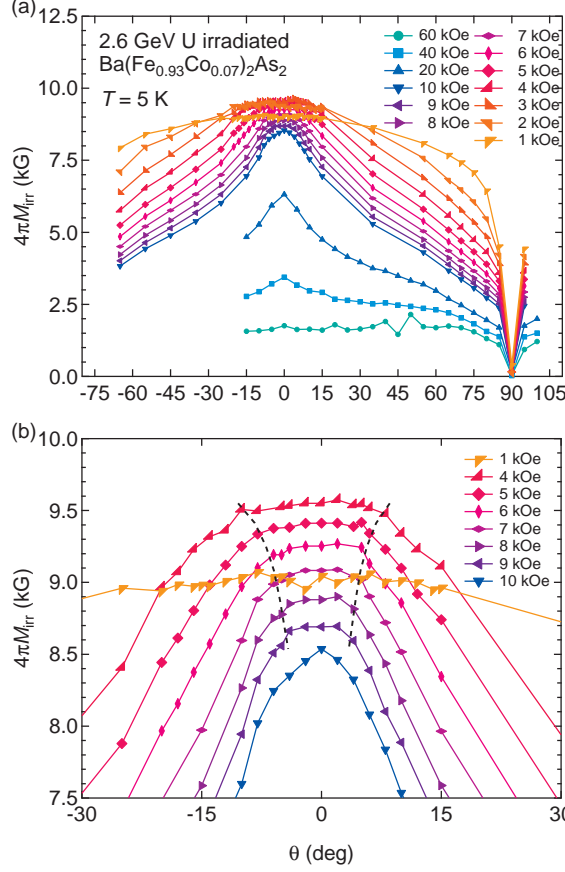 (a)
12.5
10.0
7.5
5.0
2.5
0.0
4πM_irr (kG)
2.6 GeV U irradiated
Ba(Fe0.93Co0.07)2As2
T = 5 K
60 kOe
40 kOe
20 kOe
10 kOe
9 kOe
8 kOe
7 kOe
6 kOe
5 kOe
4 kOe
3 kOe
2 kOe
1 kOe
-75 -60 -45 -30 -15 0 15 30 45 60 75 90 105
(b)
10.0
9.5
9.0
8.5
8.0
7.5
4πM_irr (kG)
1 kOe
4 kOe
5 kOe
6 kOe
7 kOe
8 kOe
9 kOe
10 kOe
-30 -15 0 15 30
θ (deg)